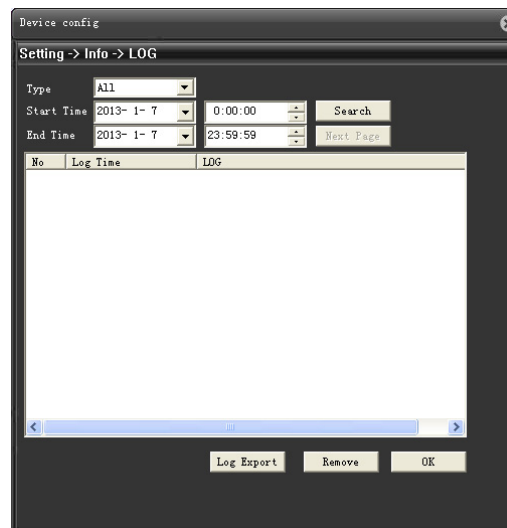 Device config
Setting -> Info -> LOG
Type All
Start Time 2013- 1- 7 0:00:00 Search
End Time 2013- 1- 7 23:59:59 Next Page
No Log Time LOG
Log Export Remove OK